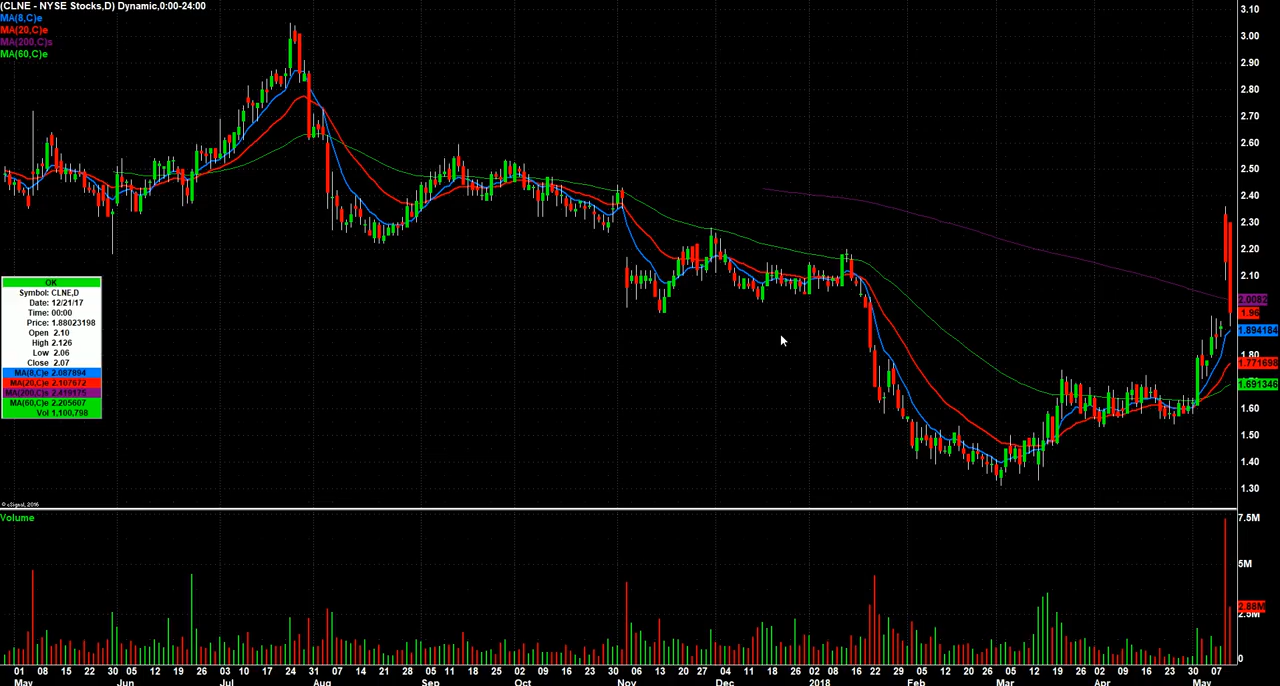 (CLNE - NYSE Stocks,D) Dynamic,0:00-24:00
MA(8,C)e
MA(20,C)e
MA(200,C)s
MA(60,C)e
3.10
3.00
2.90
2.80
2.70
2.60
2.50
2.40
2.30
2.20
2.10
2.0082
1.96
1.894184
1.80
1.771698
1.691346
1.60
1.50
1.40
1.30
OK
Symbol: CLNE,D
Date: 12/21/17
Time: 00:00
Price: 1.88023198
Open 2.10
High 2.126
Low 2.06
Close 2.07
MA(8,C)e 2.087894
MA(20,C)e 2.107672
MA(200,C)s 2.419175
MA(60,C)e 2.205607
Vol 1,100,798
© eSignal, 2016
Volume
7.5M
5M
2.88M
2.5M
0
01 08 15 22 30 05 12 19 26 03 10 17 24 31 07 14 21 28 05 11 18 25 02 09 16 23 01 06 13 20 27 04 11 18 26 02 08 16 22 29 05 12 20 26 05 12 19 26 02 09 16 23 30 07
May Jun Jul Aug Sep Oct Nov Dec 2018 Feb Mar Apr May